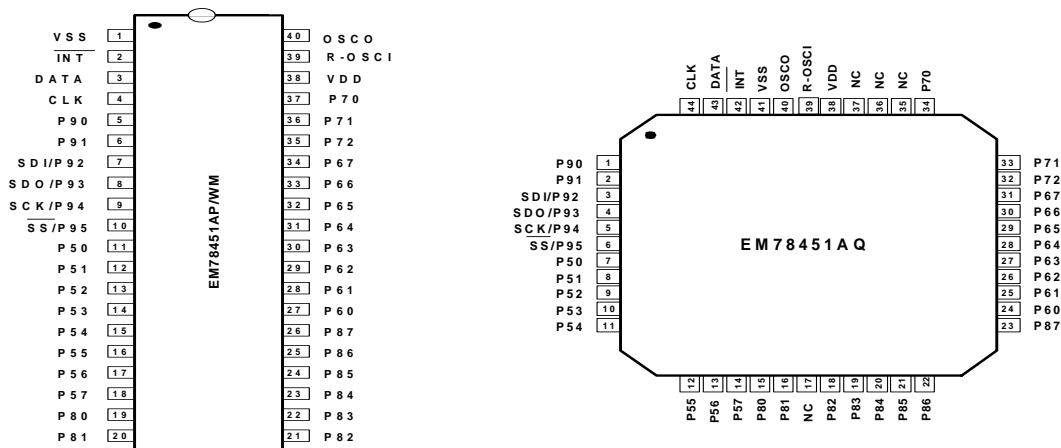 VSS 1 40 OSCO
INT 2 39 R-OSCI
DATA 3 38 VDD
CLK 4 37 P70
P90 5 36 P71
P91 6 35 P72
SDI/P92 7 34 P67
SDO/P93 8 33 P66
SCK/P94 9 32 P65
SS/P95 10 31 P64
P50 11 30 P63
P51 12 29 P62
P52 13 28 P61
P53 14 27 P60
P54 15 26 P87
P55 16 25 P86
P56 17 24 P85
P57 18 23 P84
P80 19 22 P83
P81 20 21 P82
EM78451AP/WM
CLK DATA INT VSS OSCO R-OSCI VDD NC NC NC P70
44 43 42 41 40 39 38 37 36 35 34
P90 1 33 P71
P91 2 32 P72
SDI/P92 3 31 P67
SDO/P93 4 30 P66
SCK/P94 5 29 P65
SS/P95 6 28 P64
P50 7 27 P63
P51 8 26 P62
P52 9 25 P61
P53 10 24 P60
P54 11 23 P87
EM78451AQ
12 13 14 15 16 17 18 19 20 21 22
P55 P56 P57 P80 P81 NC P82 P83 P84 P85 P86